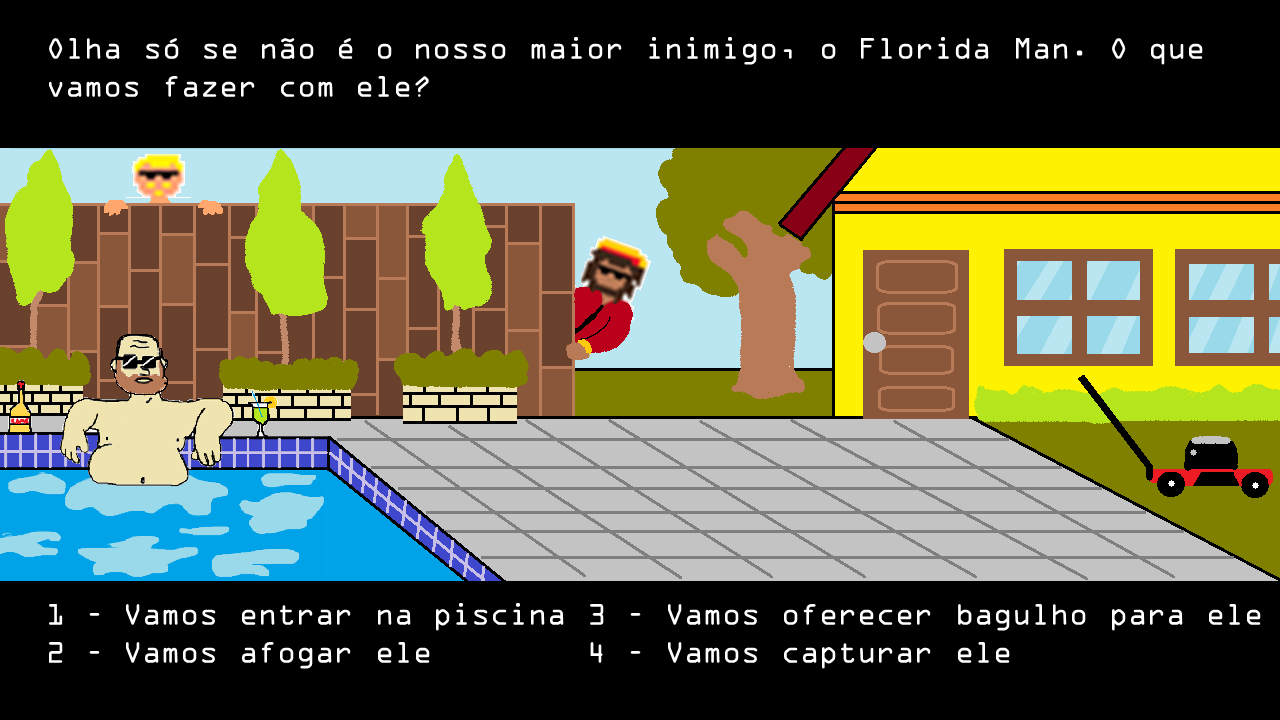 Olha só se não é o nosso maior inimigo, o Florida Man. O que
vamos fazer com ele?
1 - Vamos entrar na piscina
2 - Vamos afogar ele
3 - Vamos oferecer bagulho para ele
4 - Vamos capturar ele